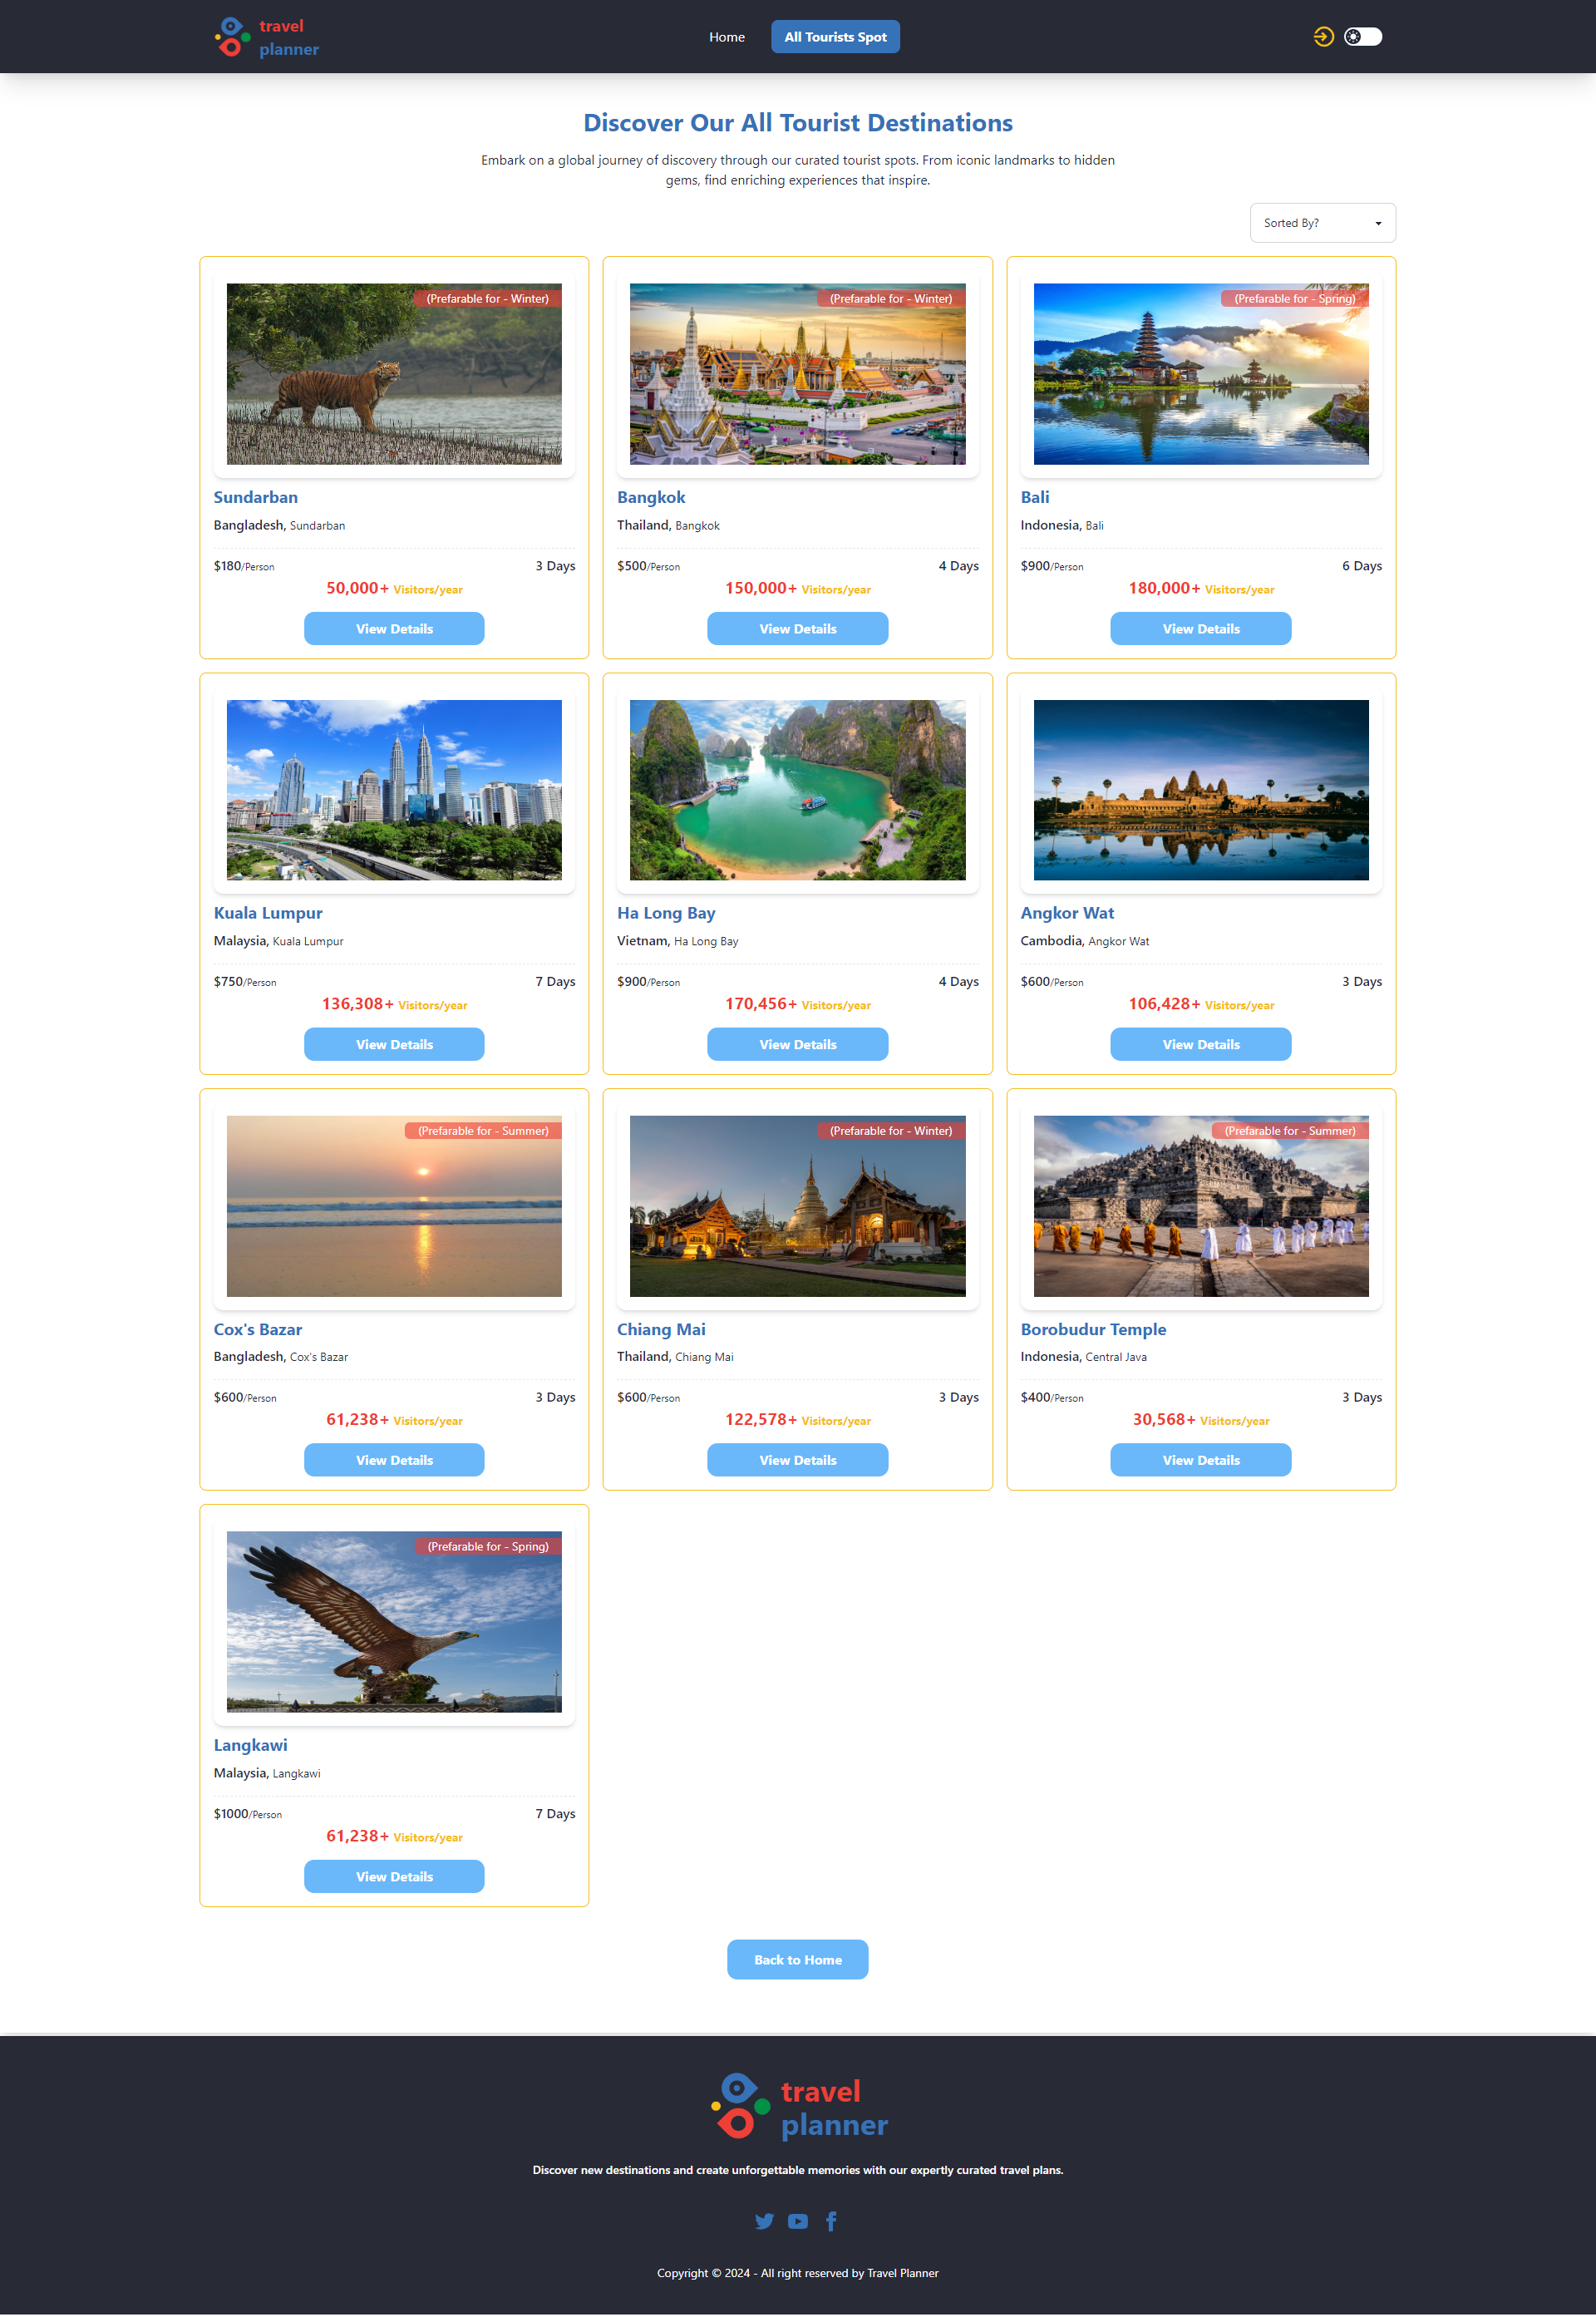 travel
planner
Home
All Tourists Spot
Discover Our All Tourist Destinations
Embark on a global journey of discovery through our curated tourist spots. From iconic landmarks to hidden
gems, find enriching experiences that inspire.
Sorted By?
(Prefarable for - Winter)
Sundarban
Bangladesh, Sundarban
$180/Person 3 Days
50,000+ Visitors/year
View Details
(Prefarable for - Winter)
Bangkok
Thailand, Bangkok
$500/Person 4 Days
150,000+ Visitors/year
View Details
(Prefarable for - Spring)
Bali
Indonesia, Bali
$900/Person 6 Days
180,000+ Visitors/year
View Details
Kuala Lumpur
Malaysia, Kuala Lumpur
$750/Person 7 Days
136,308+ Visitors/year
View Details
Ha Long Bay
Vietnam, Ha Long Bay
$900/Person 4 Days
170,456+ Visitors/year
View Details
Angkor Wat
Cambodia, Angkor Wat
$600/Person 3 Days
106,428+ Visitors/year
View Details
(Prefarable for - Summer)
Cox's Bazar
Bangladesh, Cox's Bazar
$600/Person 3 Days
61,238+ Visitors/year
View Details
(Prefarable for - Winter)
Chiang Mai
Thailand, Chiang Mai
$600/Person 3 Days
122,578+ Visitors/year
View Details
(Prefarable for - Summer)
Borobudur Temple
Indonesia, Central Java
$400/Person 3 Days
30,568+ Visitors/year
View Details
(Prefarable for - Spring)
Langkawi
Malaysia, Langkawi
$1000/Person 7 Days
61,238+ Visitors/year
View Details
Back to Home
travel
planner
Discover new destinations and create unforgettable memories with our expertly curated travel plans.
Copyright © 2024 - All right reserved by Travel Planner